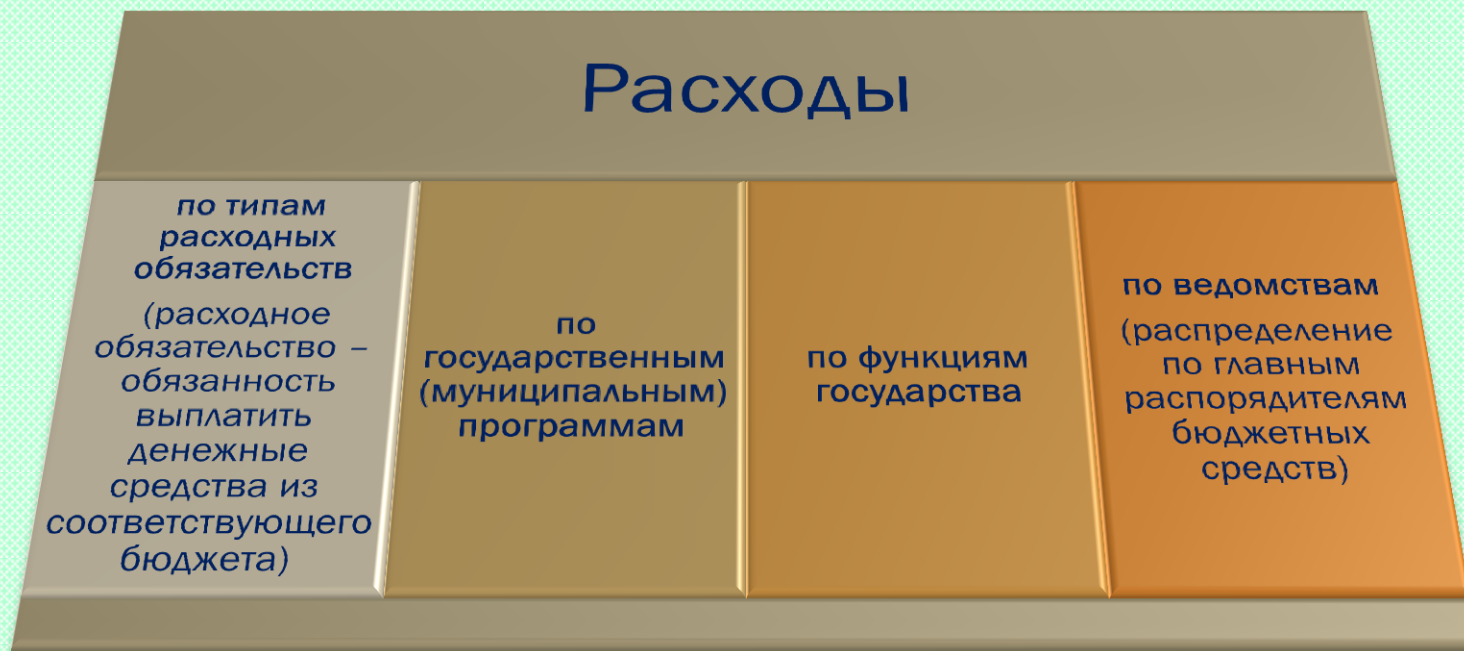 Расходы
по типам
расходных
обязательств
(расходное
обязательство –
обязанность
выплатить
денежные
средства из
соответствующего
бюджета)
по
государственным
(муниципальным)
программам
по функциям
государства
по ведомствам
(распределение
по главным
распорядителям
бюджетных
средств)